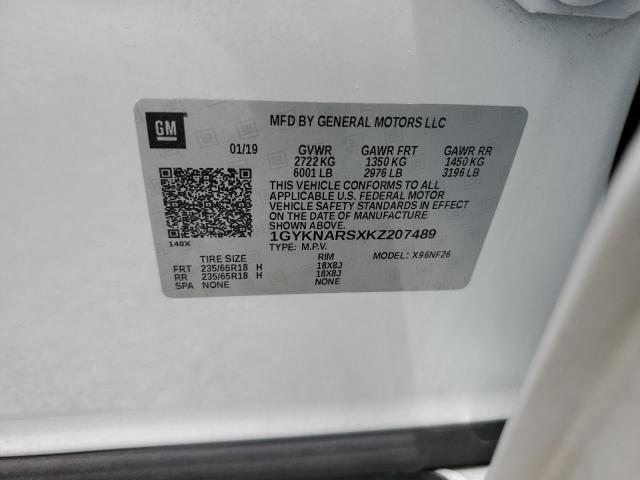 GM
MFD BY GENERAL MOTORS LLC
01/19 GVWR GAWR FRT GAWR RR
2722 KG 1350 KG 1450 KG
6001 LB 2976 LB 3196 LB
THIS VEHICLE CONFORMS TO ALL
APPLICABLE U.S. FEDERAL MOTOR
VEHICLE SAFETY STANDARDS IN EFFECT
ON THE DATE OF MANUFACTURE
SHOWN ABOVE.
1GYKNARSXKZ207489
140X
TYPE: M.P.V. MODEL: X96NF26
TIRE SIZE RIM
FRT 235/65R18 H 18X8J
RR 235/65R18 H 18X8J
SPA NONE NONE